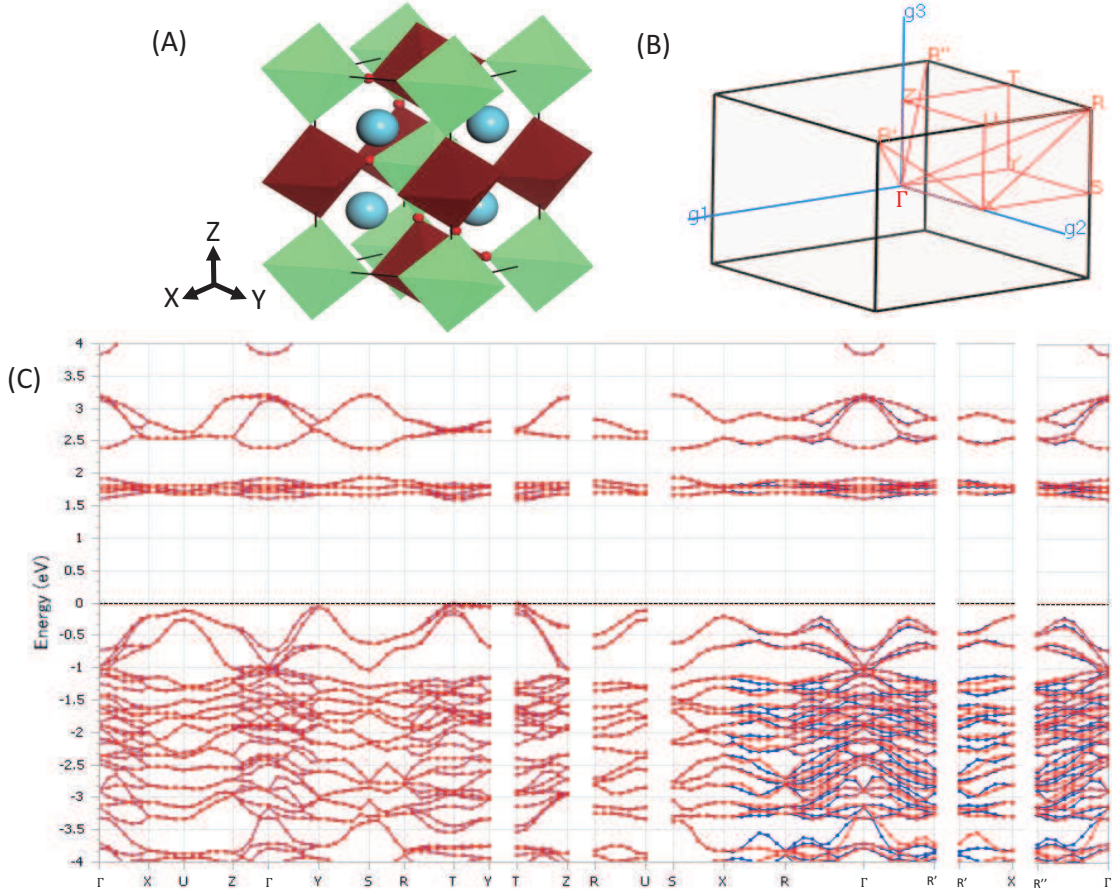 (A)
Z
X
Y
(B)
g3
R''
T
Z
U
R
R'
Y
S
Γ
g1
g2
(C)
Energy (eV)
4
3.5
3
2.5
2
1.5
1
0.5
0
-0.5
-1
-1.5
-2
-2.5
-3
-3.5
-4
Γ X U Z Γ Y S R T Y T Z R U S X R Γ R' R' X R'' Γ